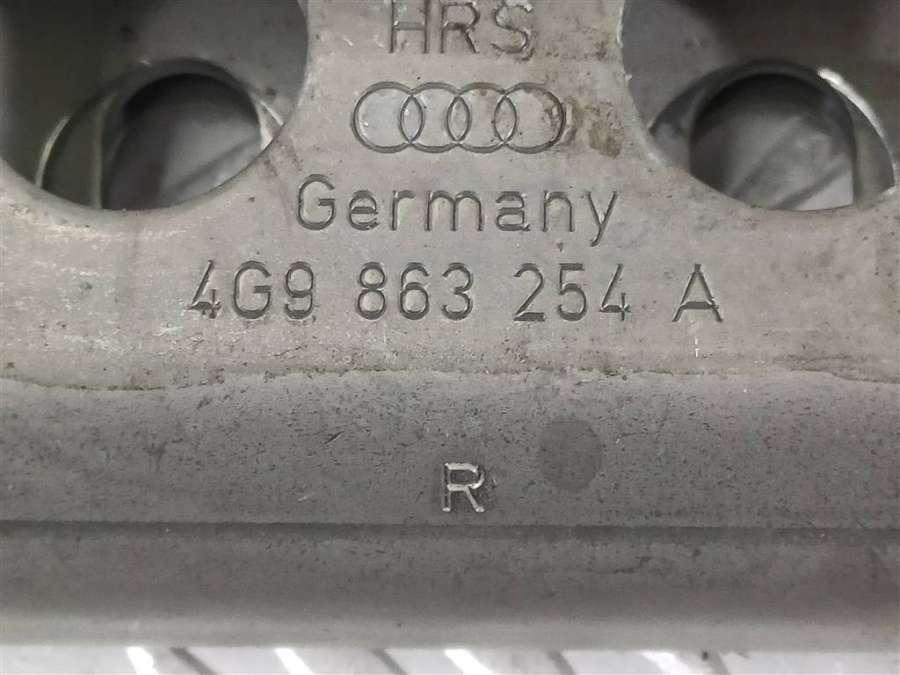 HRS
Germany
4G9 863 254 A
R